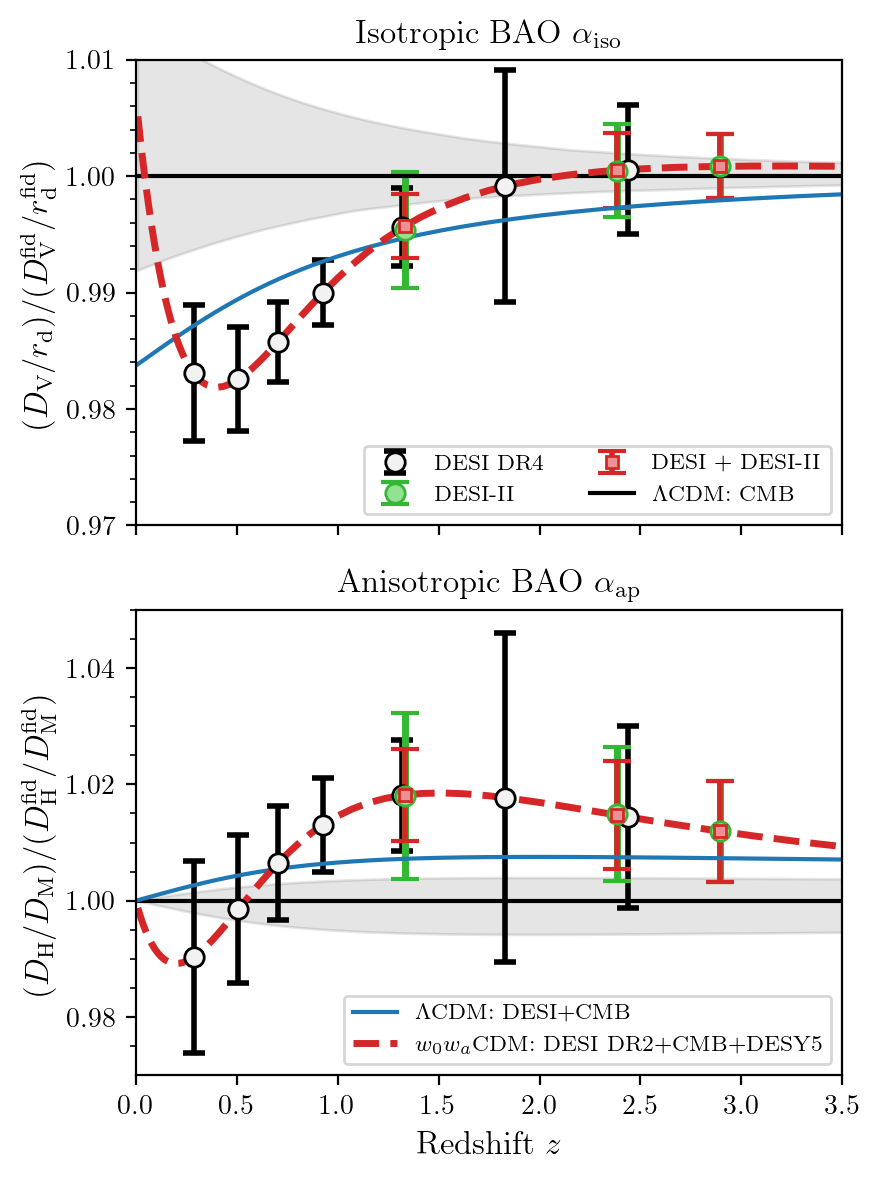 Isotropic BAO α_iso
1.01
1.00
0.99
0.98
0.97
(D_V/r_d)/(D_V^fid/r_d^fid)
DESI DR4
DESI-II
DESI + DESI-II
ΛCDM: CMB
Anisotropic BAO α_ap
1.04
1.02
1.00
0.98
(D_H/D_M)/(D_H^fid/D_M^fid)
ΛCDM: DESI+CMB
w_0w_aCDM: DESI DR2+CMB+DESY5
0.0 0.5 1.0 1.5 2.0 2.5 3.0 3.5
Redshift z